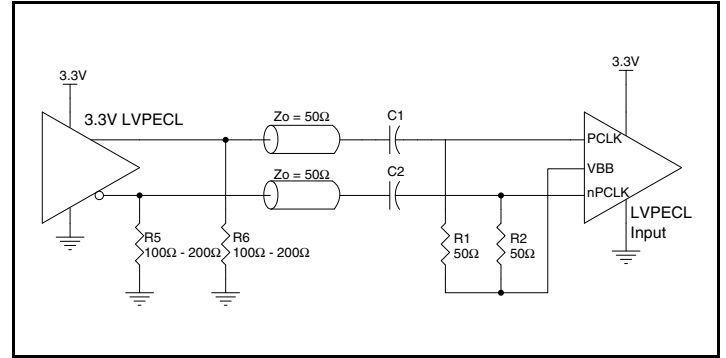 3.3V
3.3V
3.3V LVPECL
Zo = 50Ω
C1
PCLK
VBB
Zo = 50Ω
C2
nPCLK
LVPECL
Input
R5
100Ω - 200Ω
R6
100Ω - 200Ω
R1
50Ω
R2
50Ω